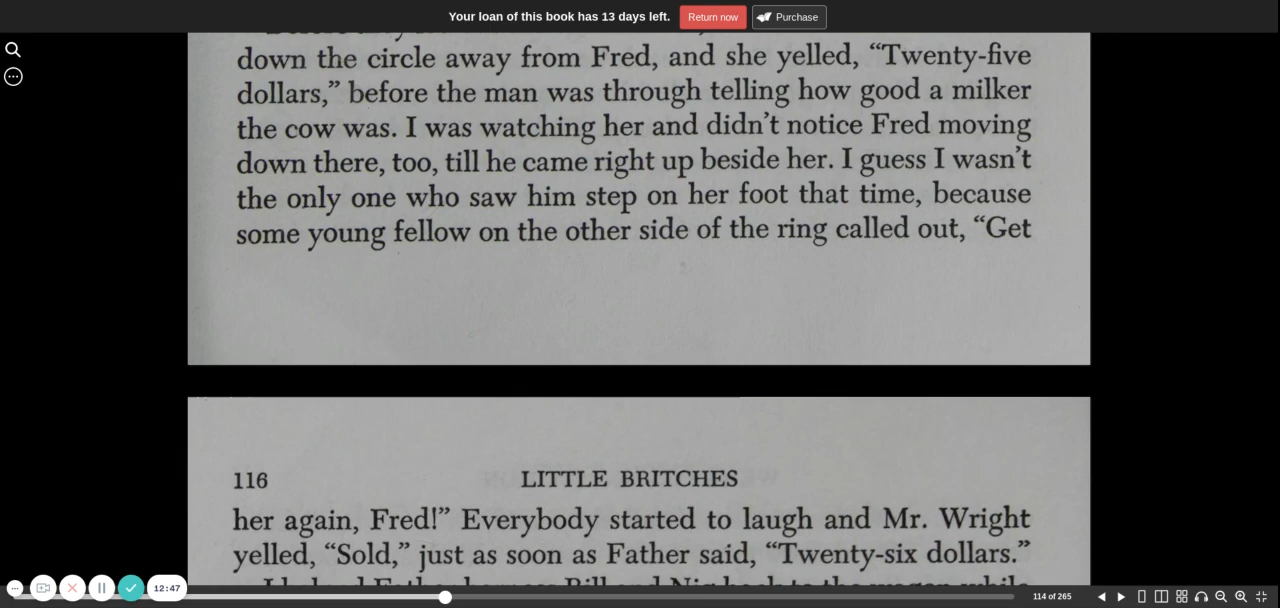 Your loan of this book has 13 days left. Return now Purchase
down the circle away from Fred, and she yelled, “Twenty-five
dollars,” before the man was through telling how good a milker
the cow was. I was watching her and didn’t notice Fred moving
down there, too, till he came right up beside her. I guess I wasn’t
the only one who saw him step on her foot that time, because
some young fellow on the other side of the ring called out, “Get
116 LITTLE BRITCHES
her again, Fred!” Everybody started to laugh and Mr. Wright
yelled, “Sold,” just as soon as Father said, “Twenty-six dollars.”
12:47
114 of 265